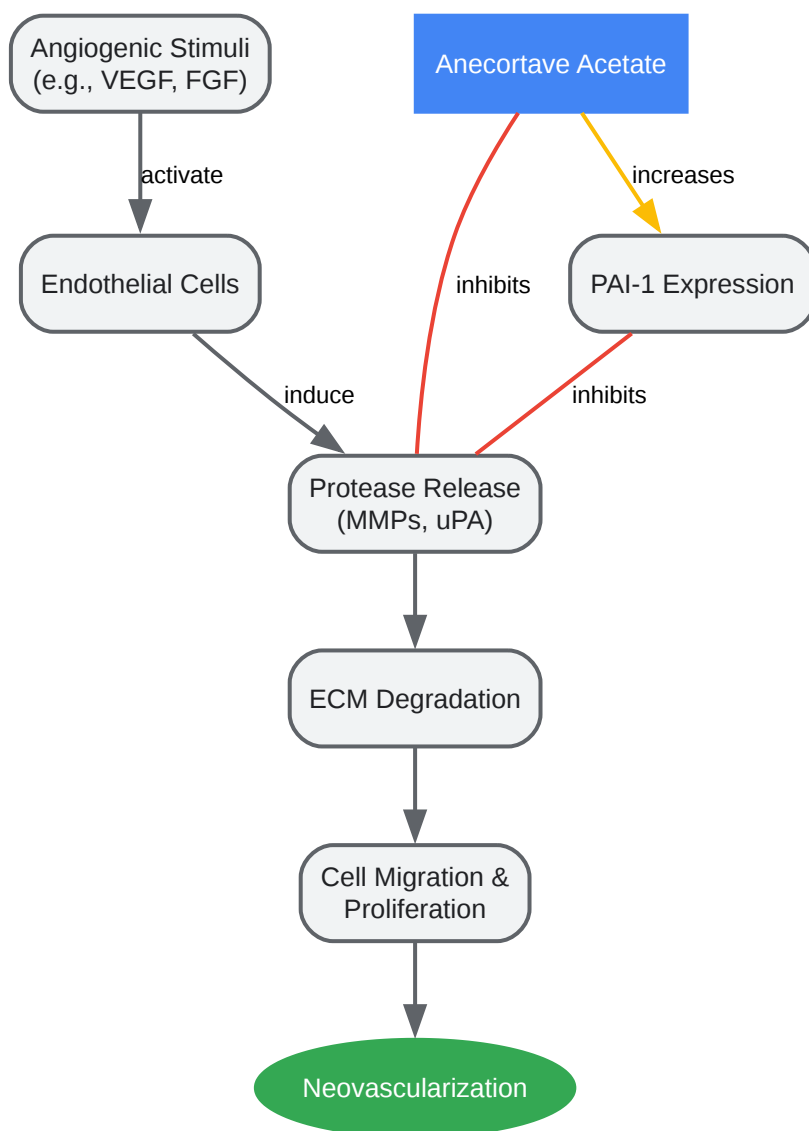 Angiogenic Stimuli
(e.g., VEGF, FGF)
Anecortave Acetate
activate
increases
Endothelial Cells
inhibits
PAI-1 Expression
induce
inhibits
Protease Release
(MMPs, uPA)
ECM Degradation
Cell Migration &
Proliferation
Neovascularization